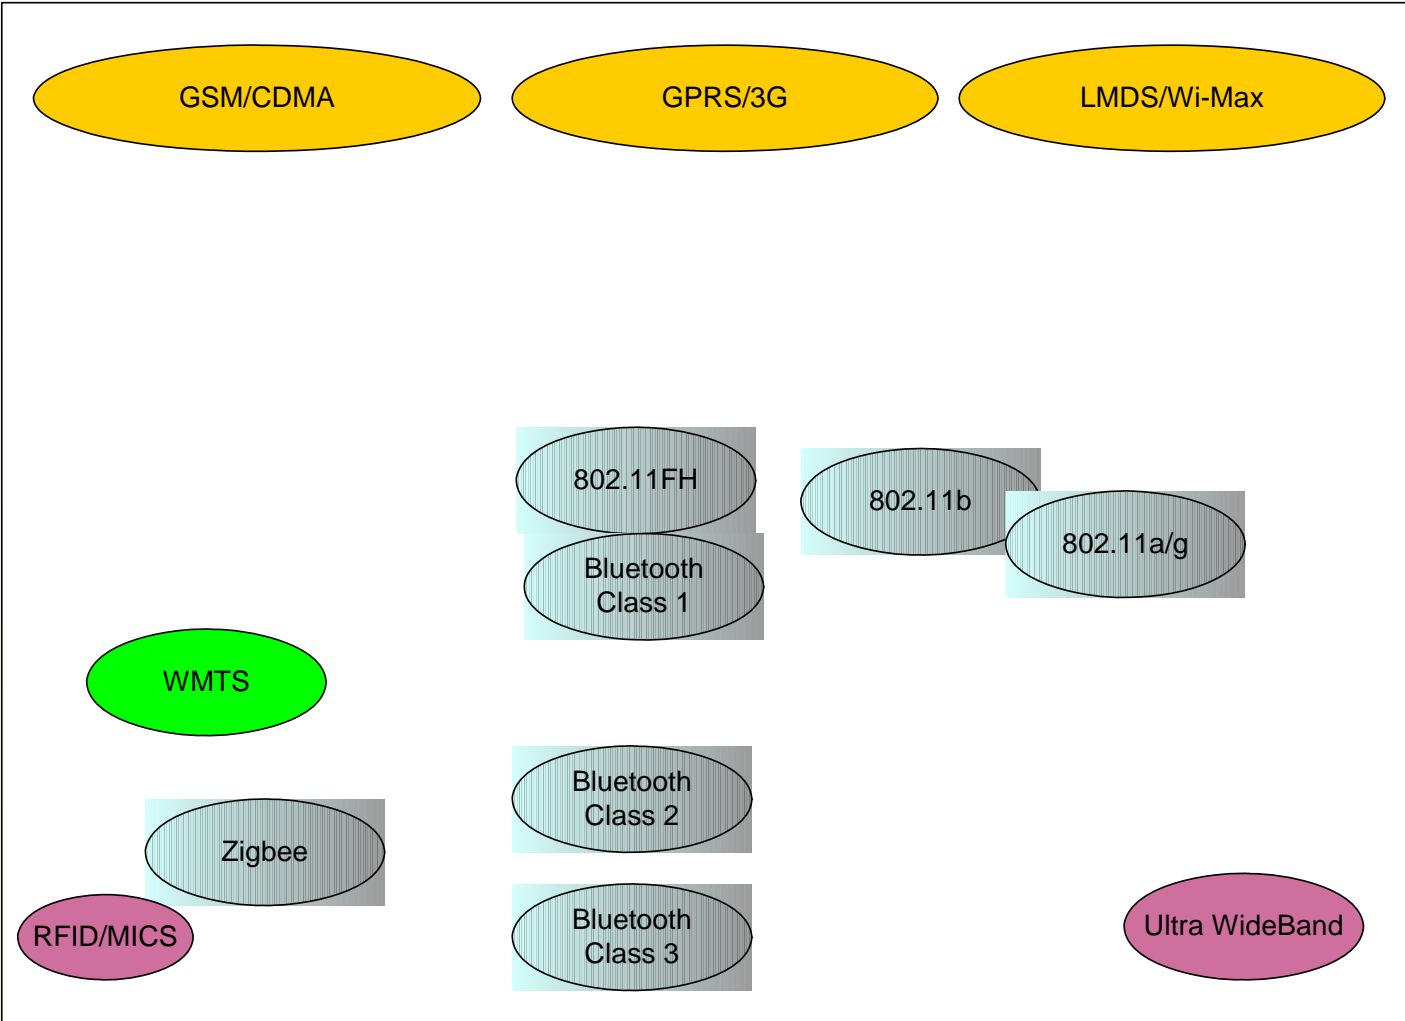 GSM/CDMA
GPRS/3G
LMDS/Wi-Max
802.11FH
802.11b
802.11a/g
Bluetooth
Class 1
WMTS
Bluetooth
Class 2
Zigbee
RFID/MICS
Bluetooth
Class 3
Ultra WideBand